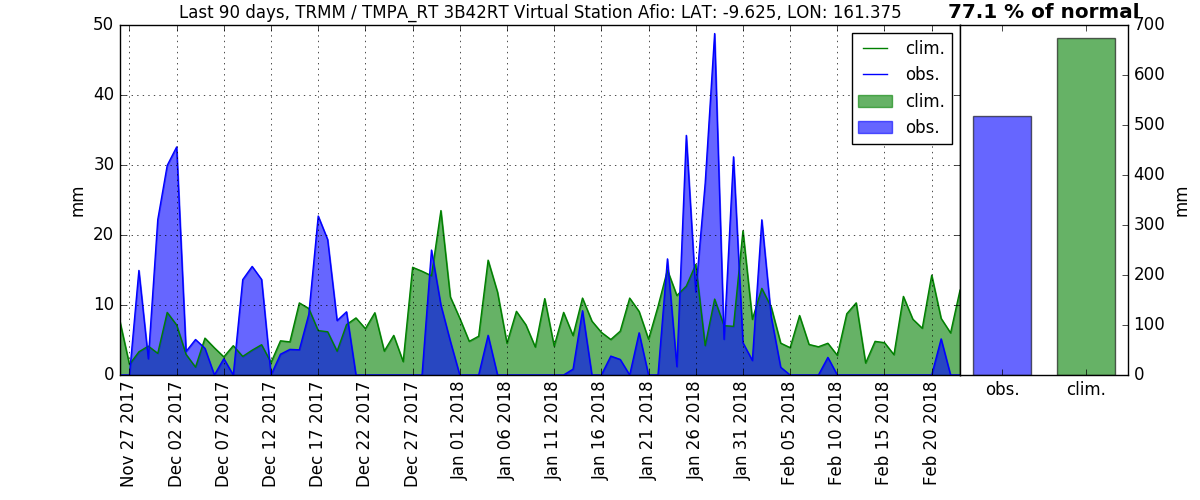 Last 90 days, TRMM / TMPA_RT 3B42RT Virtual Station Afio: LAT: -9.625, LON: 161.375
77.1 % of normal
50
40
30
20
10
0
mm
clim.
obs.
clim.
obs.
700
600
500
400
300
200
100
0
mm
obs.
clim.
Nov 27 2017
Dec 02 2017
Dec 07 2017
Dec 12 2017
Dec 17 2017
Dec 22 2017
Dec 27 2017
Jan 01 2018
Jan 06 2018
Jan 11 2018
Jan 16 2018
Jan 21 2018
Jan 26 2018
Jan 31 2018
Feb 05 2018
Feb 10 2018
Feb 15 2018
Feb 20 2018